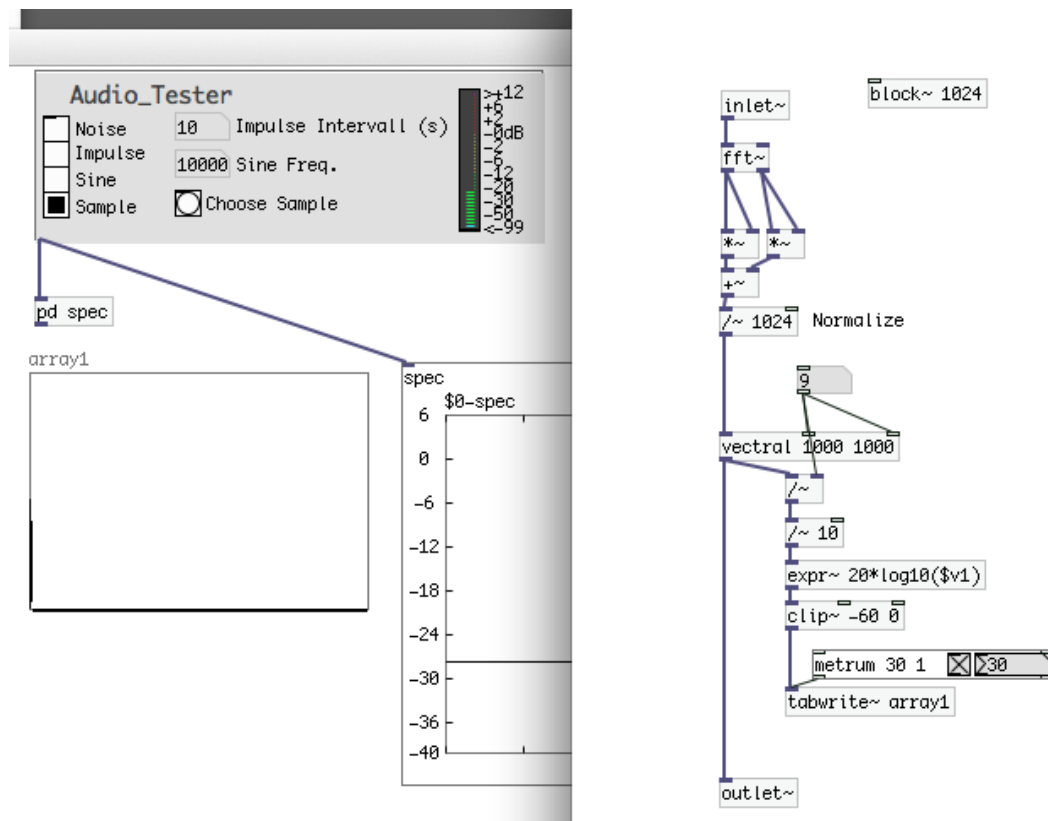 Audio_Tester
Noise
Impulse
Sine
Sample
10 Impulse Intervall (s)
10000 Sine Freq.
Choose Sample
>+12
+6
+2
-0dB
-2
-6
-12
-20
-30
-50
<-99
pd spec
array1
spec
$0-spec
6
0
-6
-12
-18
-24
-30
-36
-40
inlet~
block~ 1024
fft~
*~
*~
+~
/~ 1024 Normalize
9
vectral 1000 1000
/~
/~ 10
expr~ 20*log10($v1)
clip~ -60 0
metrum 30 1
30
tabwrite~ array1
outlet~